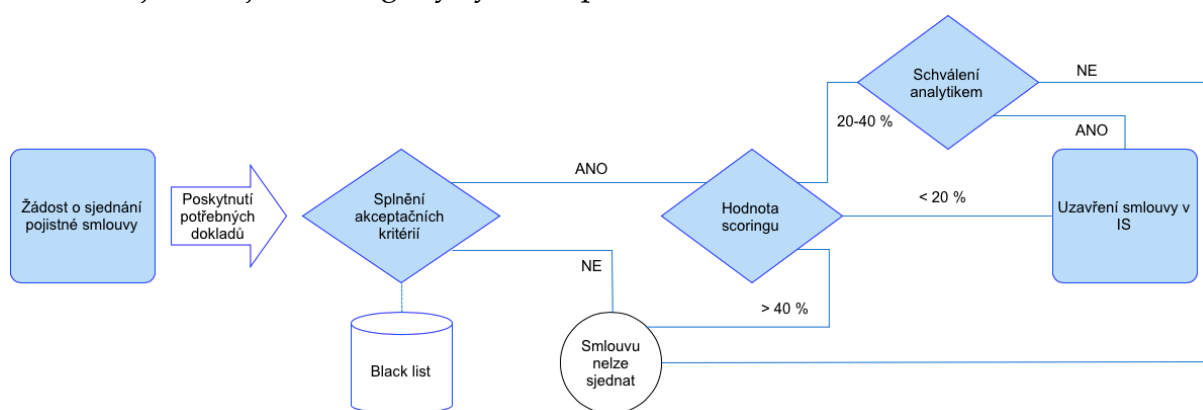 Schválení
analytikem
NE
20-40 %
ANO
ANO
Žádost o sjednání
pojistné smlouvy
Poskytnutí
potřebných
dokladů
Splnění
akceptačních
kritérií
Hodnota
scoringu
< 20 %
Uzavření smlouvy v
IS
NE
> 40 %
Smlouvu
nelze
sjednat
Black list